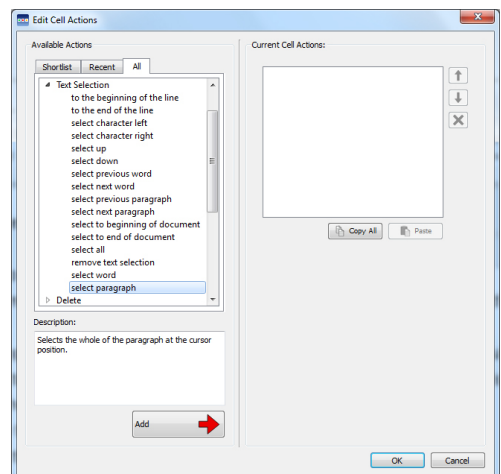 Edit Cell Actions
Available Actions
Shortlist Recent All
Text Selection
to the beginning of the line
to the end of the line
select character left
select character right
select up
select down
select previous word
select next word
select previous paragraph
select next paragraph
select to beginning of document
select to end of document
select all
remove text selection
select word
select paragraph
Delete
Description:
Selects the whole of the paragraph at the cursor
position.
Add
Current Cell Actions:
Copy All Paste
OK Cancel